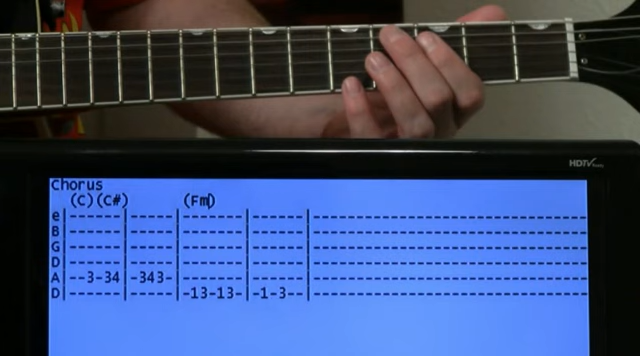 HDTV
Chorus
(C)(C#) (Fm)
e|------|-----|-------|------|--------------------------------
B|------|-----|-------|------|--------------------------------
G|------|-----|-------|------|--------------------------------
D|------|-----|-------|------|--------------------------------
A|--3-34|-343-|-------|------|--------------------------------
D|------|-----|-13-13-|-1-3--|--------------------------------